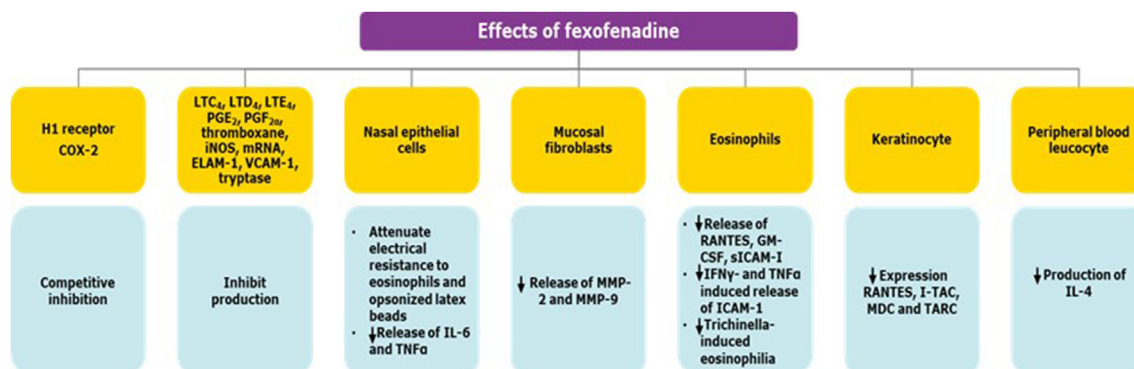 Effects of fexofenadine
H1 receptor
COX-2
LTC₄, LTD₄, LTE₄,
PGE₂, PGF₂α,
thromboxane,
iNOS, mRNA,
ELAM-1, VCAM-1,
tryptase
Nasal epithelial
cells
Mucosal
fibroblasts
Eosinophils
Keratinocyte
Peripheral blood
leucocyte
Competitive
inhibition
Inhibit
production
· Attenuate
electrical
resistance to
eosinophils and
opsonized latex
beads
· ↓Release of IL-6
and TNFα
↓ Release of MMP-
2 and MMP-9
· ↓Release of
RANTES, GM-
CSF, sICAM-I
· ↓IFNγ- and TNFα
induced release
of ICAM-1
· ↓Trichinella-
induced
eosinophilia
↓ Expression
RANTES, I-TAC,
MDC and TARC
↓ Production of
IL-4